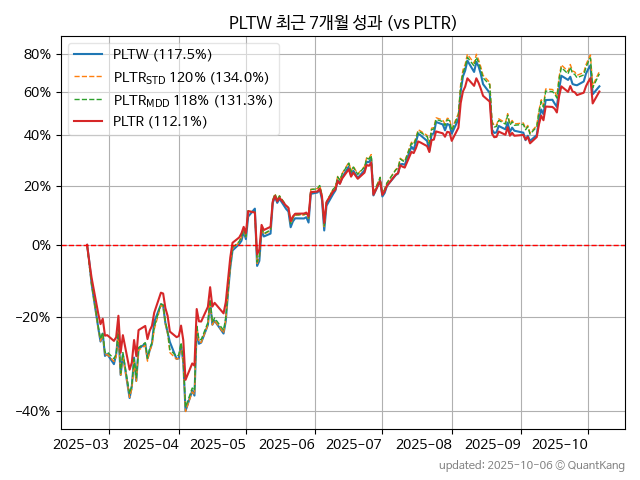 PLTW 최근 7개월 성과 (vs PLTR)
PLTW (117.5%)
PLTRSTD 120% (134.0%)
PLTRMDD 118% (131.3%)
PLTR (112.1%)
80%
60%
40%
20%
0%
−20%
−40%
2025-03 2025-04 2025-05 2025-06 2025-07 2025-08 2025-09 2025-10
updated: 2025-10-06 © QuantKang